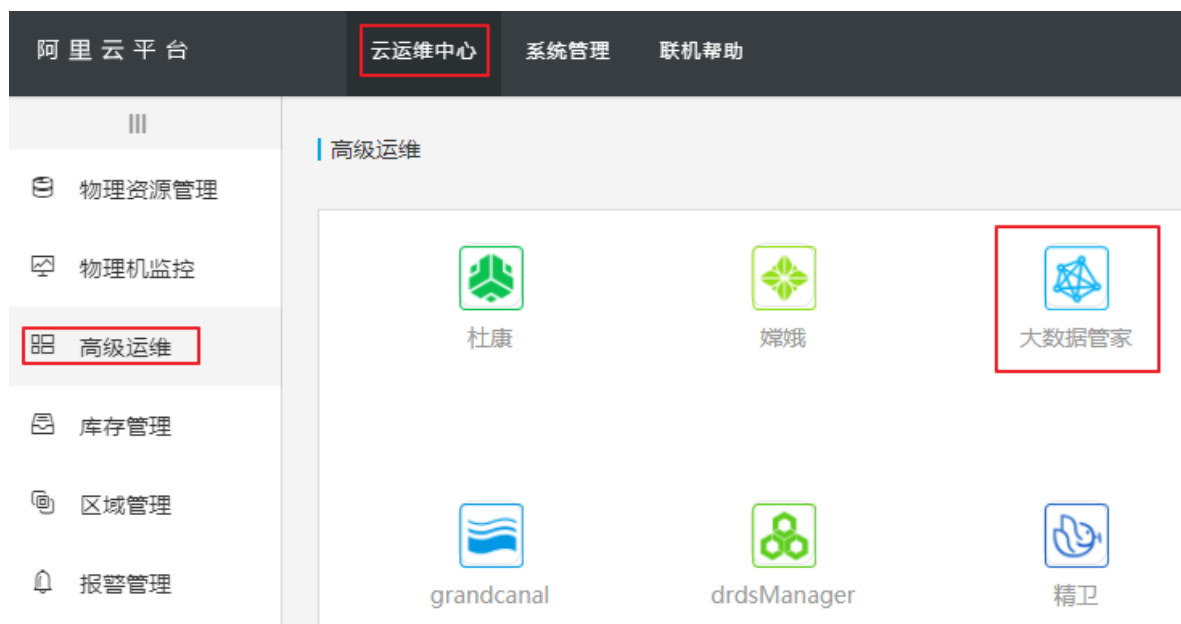 阿里云平台
云运维中心
系统管理
联机帮助
物理资源管理
物理机监控
高级运维
库存管理
区域管理
报警管理
高级运维
杜康
嫦娥
大数据管家
grandcanal
drdsManager
精卫